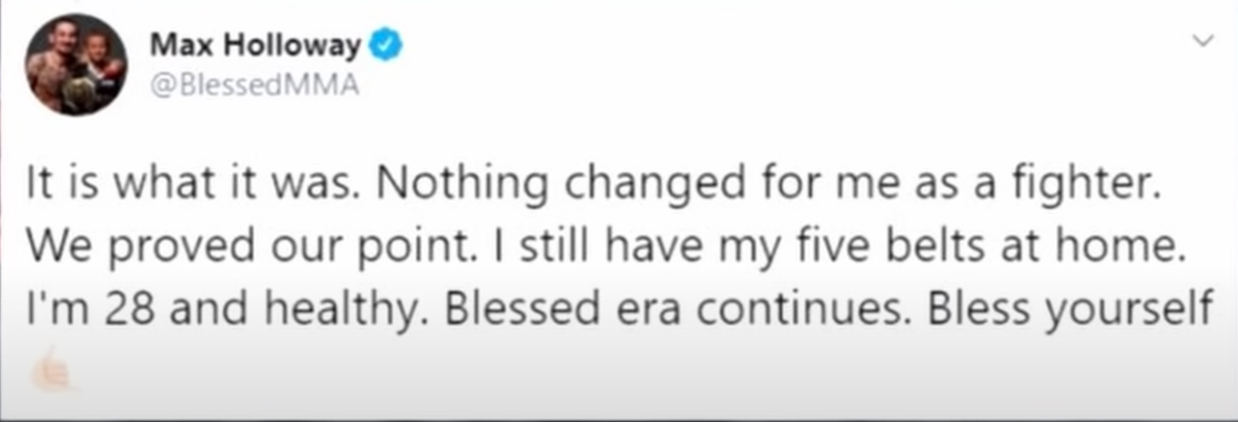 Max Holloway
@BlessedMMA
It is what it was. Nothing changed for me as a fighter.
We proved our point. I still have my five belts at home.
I'm 28 and healthy. Blessed era continues. Bless yourself
🤙🏻